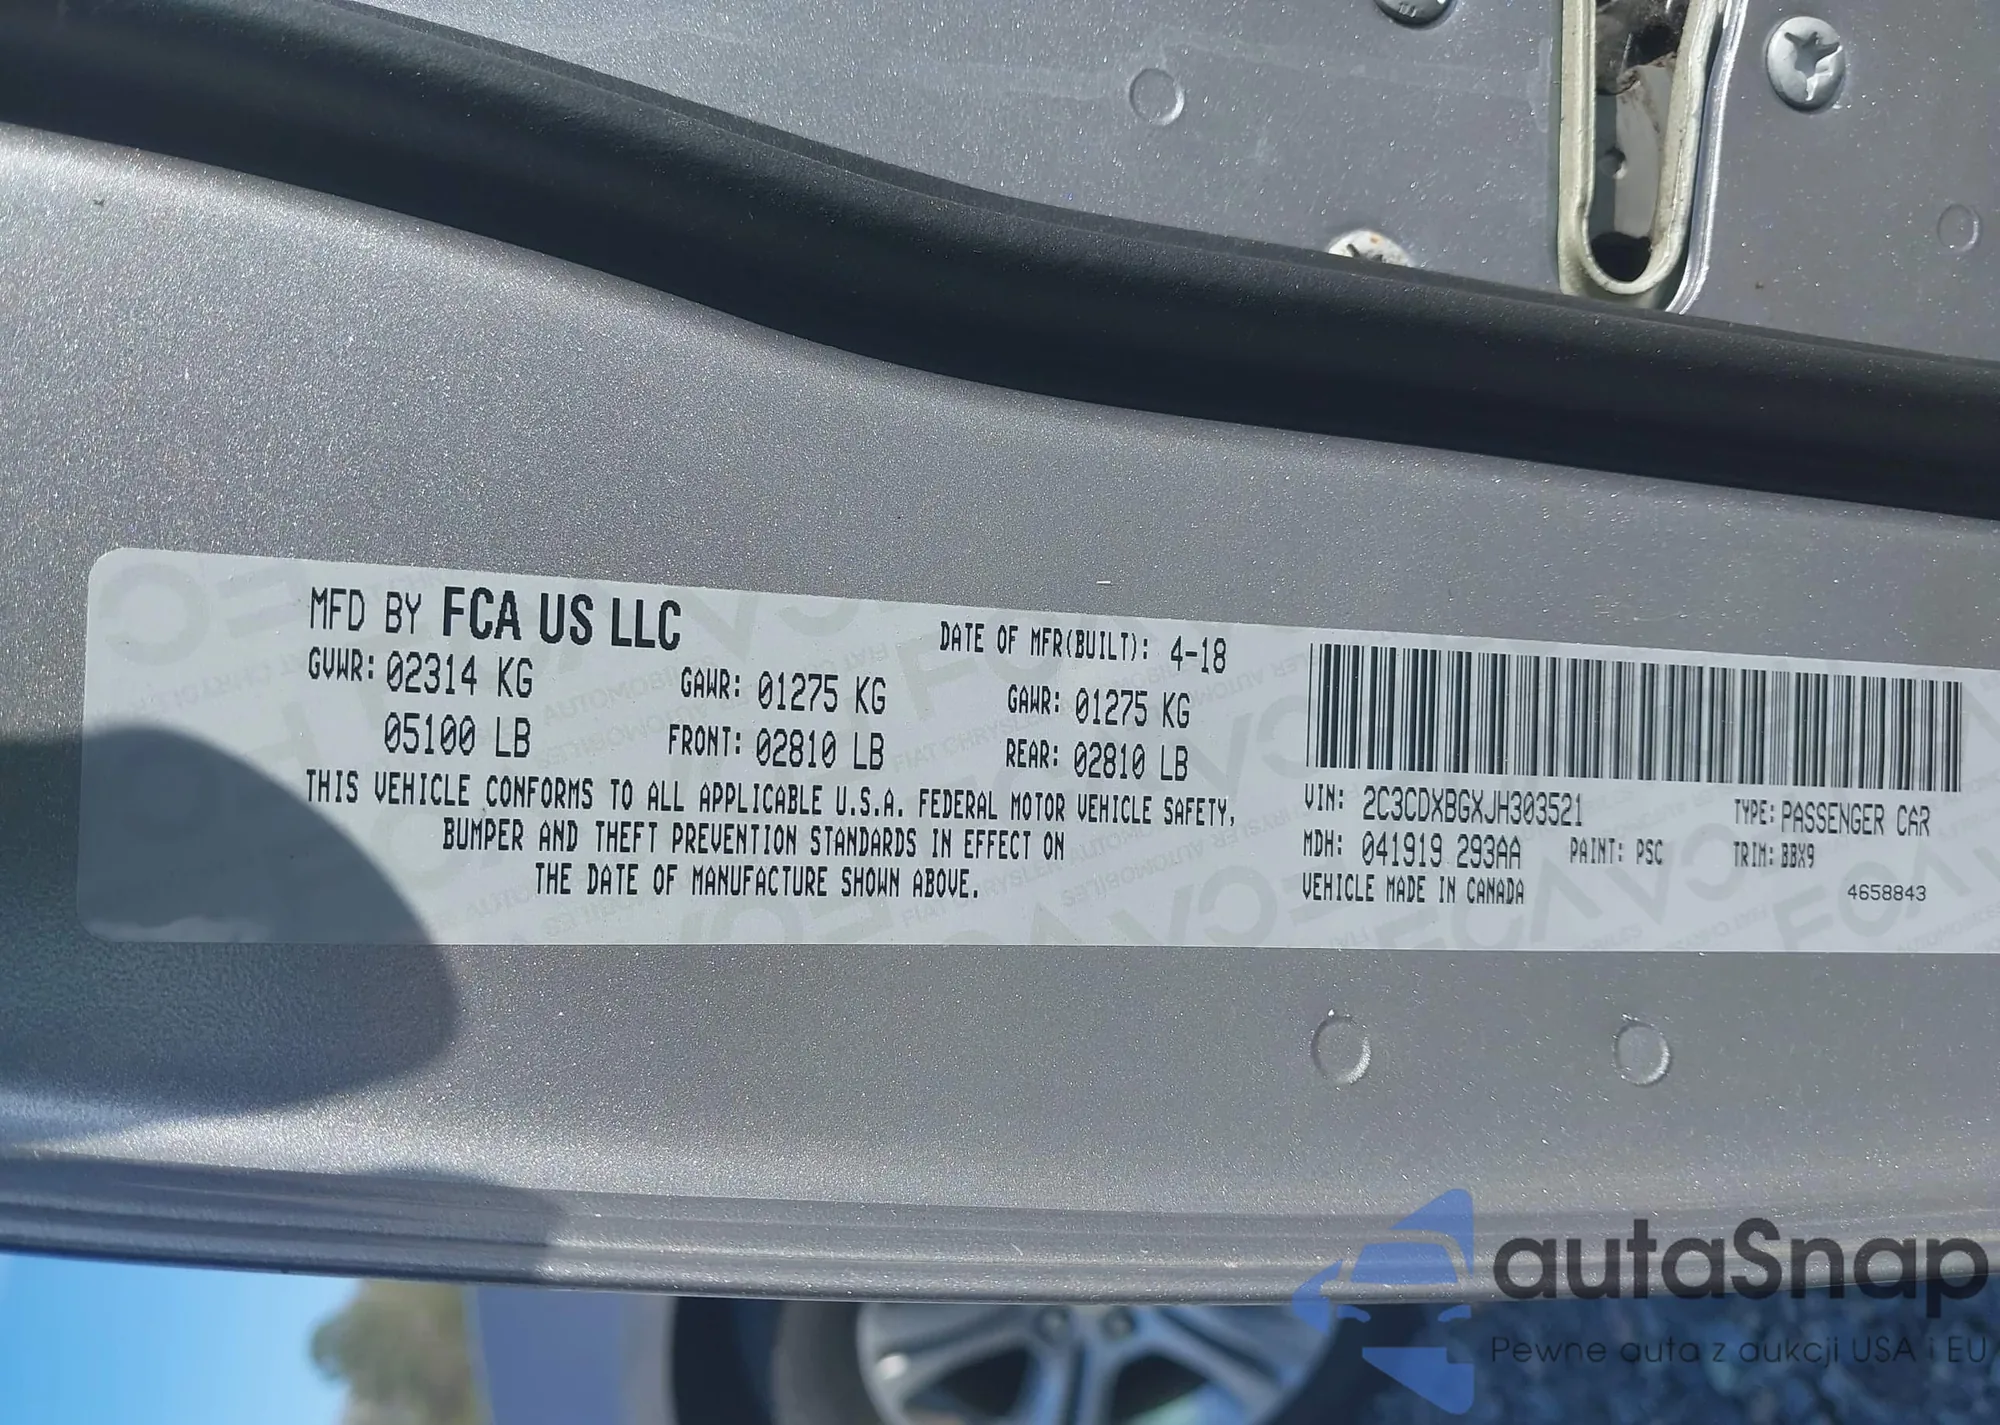 MFD BY FCA US LLC
DATE OF MFR(BUILT): 4-18
GVWR: 02314 KG GAWR: 01275 KG GAWR: 01275 KG
05100 LB FRONT: 02810 LB REAR: 02810 LB
THIS VEHICLE CONFORMS TO ALL APPLICABLE U.S.A. FEDERAL MOTOR VEHICLE SAFETY,
BUMPER AND THEFT PREVENTION STANDARDS IN EFFECT ON
THE DATE OF MANUFACTURE SHOWN ABOVE.
VIN: 2C3CDXBGXJH303521 TYPE: PASSENGER CAR
MDH: 041919 293AA PAINT: PSC TRIM: BBX9
VEHICLE MADE IN CANADA 4658843
autaSnap
Pewne auta z aukcji USA i EU